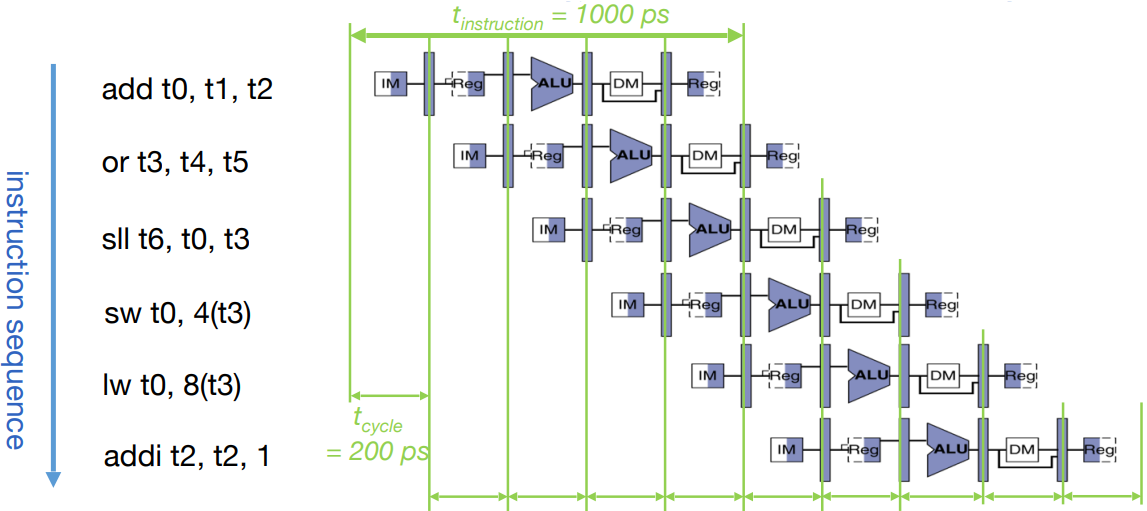 t instruction = 1000 ps
add t0, t1, t2
IM Reg ALU DM Reg
or t3, t4, t5
IM Reg ALU DM Reg
sll t6, t0, t3
IM Reg ALU DM Reg
sw t0, 4(t3)
IM Reg ALU DM Reg
lw t0, 8(t3)
IM Reg ALU DM Reg
t cycle
= 200 ps
addi t2, t2, 1
IM Reg ALU DM Reg
instruction sequence